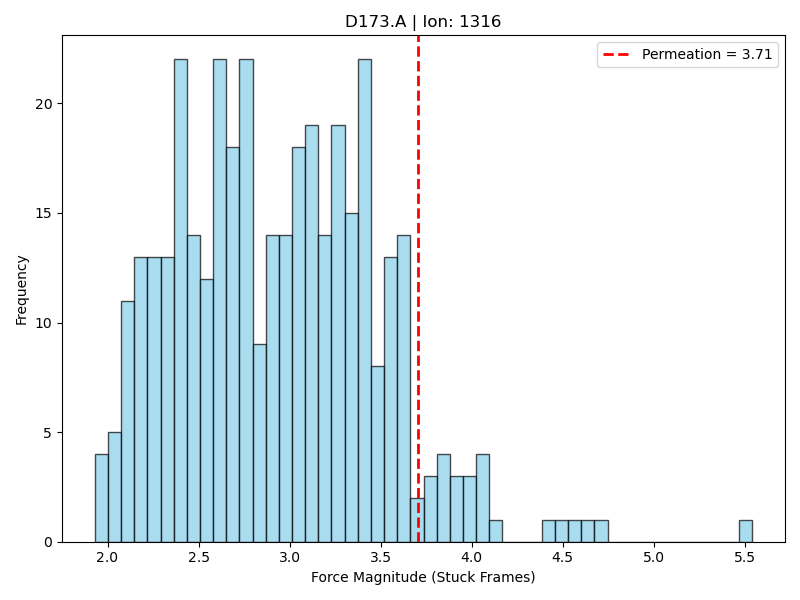 D173.A | Ion: 1316
Permeation = 3.71
Frequency
20
15
10
5
0
2.0 2.5 3.0 3.5 4.0 4.5 5.0 5.5
Force Magnitude (Stuck Frames)